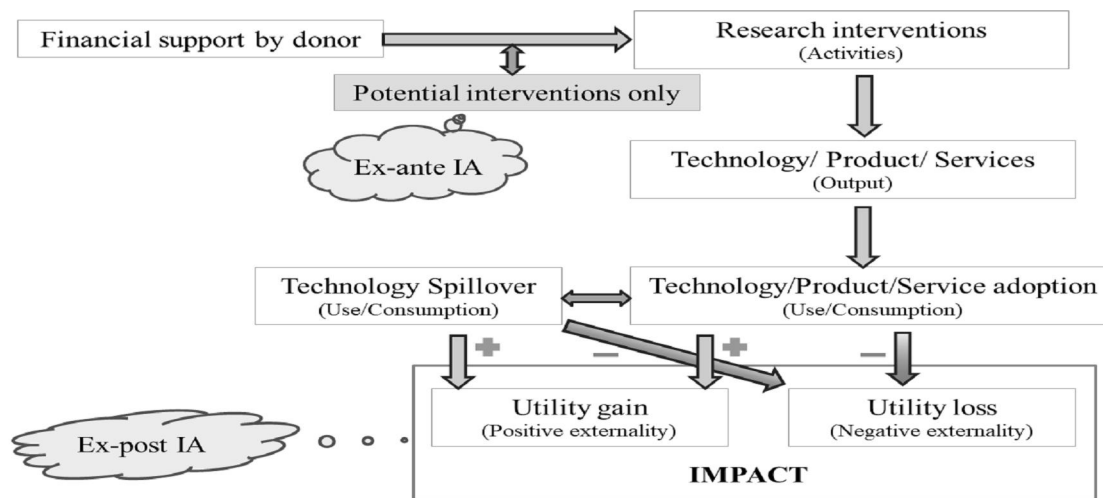 Financial support by donor
Research interventions
(Activities)
Potential interventions only
Ex-ante IA
Technology/ Product/ Services
(Output)
Technology Spillover
(Use/Consumption)
Technology/Product/Service adoption
(Use/Consumption)
+
−
+
−
Utility gain
(Positive externality)
Utility loss
(Negative externality)
Ex-post IA
IMPACT